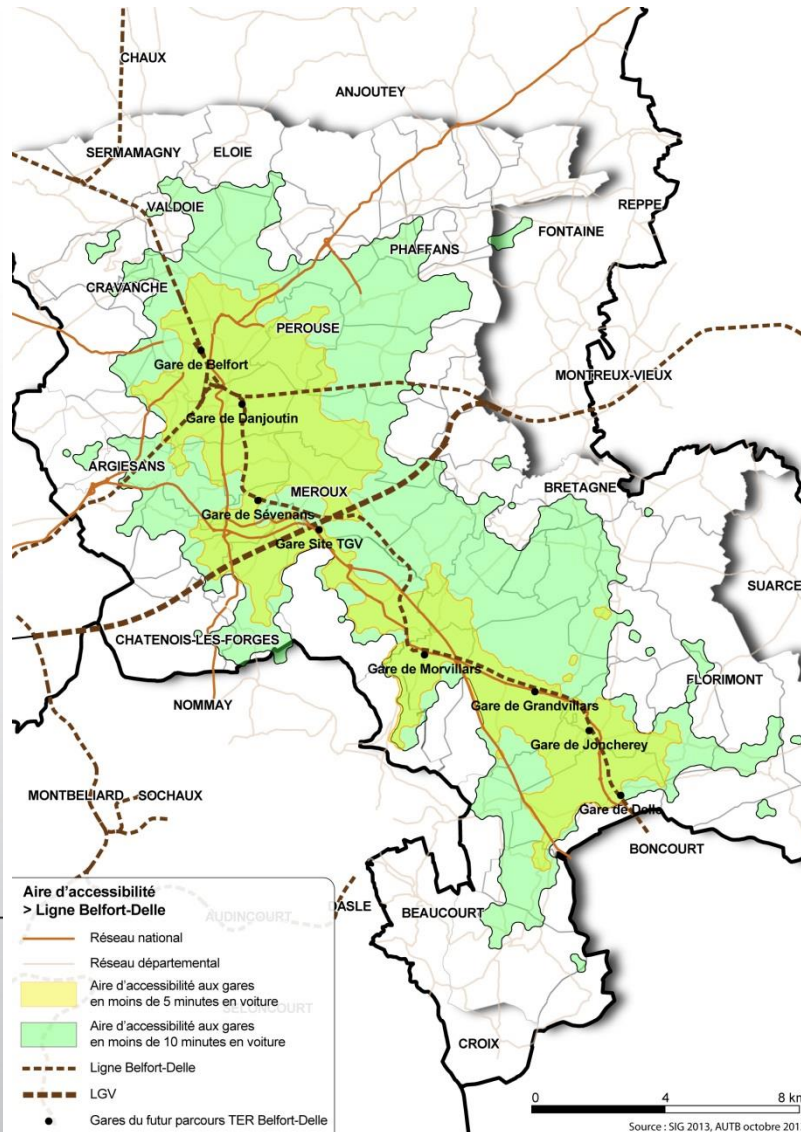 CHAUX
ANJOUTEY
SERMAMAGNY
ELOIE
REPPE
VALDOIE
FONTAINE
PHAFFANS
CRAVANCHE
PEROUSE
Gare de Belfort
MONTREUX-VIEUX
Gare de Danjoutin
ARGIESANS
BRETAGNE
MEROUX
Gare de Sévenans
Gare Site TGV
SUARCE
CHATENOIS-LES-FORGES
Gare de Morvillars
FLORIMONT
NOMMAY
Gare de Grandvillars
Gare de Joncherey
MONTBELIARD
SOCHAUX
Gare de Delle
BONCOURT
DASLE
BEAUCOURT
AUDINCOURT
SELONCOURT
CROIX
Aire d'accessibilité
> Ligne Belfort-Delle
Réseau national
Réseau départemental
Aire d'accessibilité aux gares
en moins de 5 minutes en voiture
Aire d'accessibilité aux gares
en moins de 10 minutes en voiture
Ligne Belfort-Delle
LGV
Gares du futur parcours TER Belfort-Delle
0 4 8 km
Source : SIG 2013, AUTB octobre 201